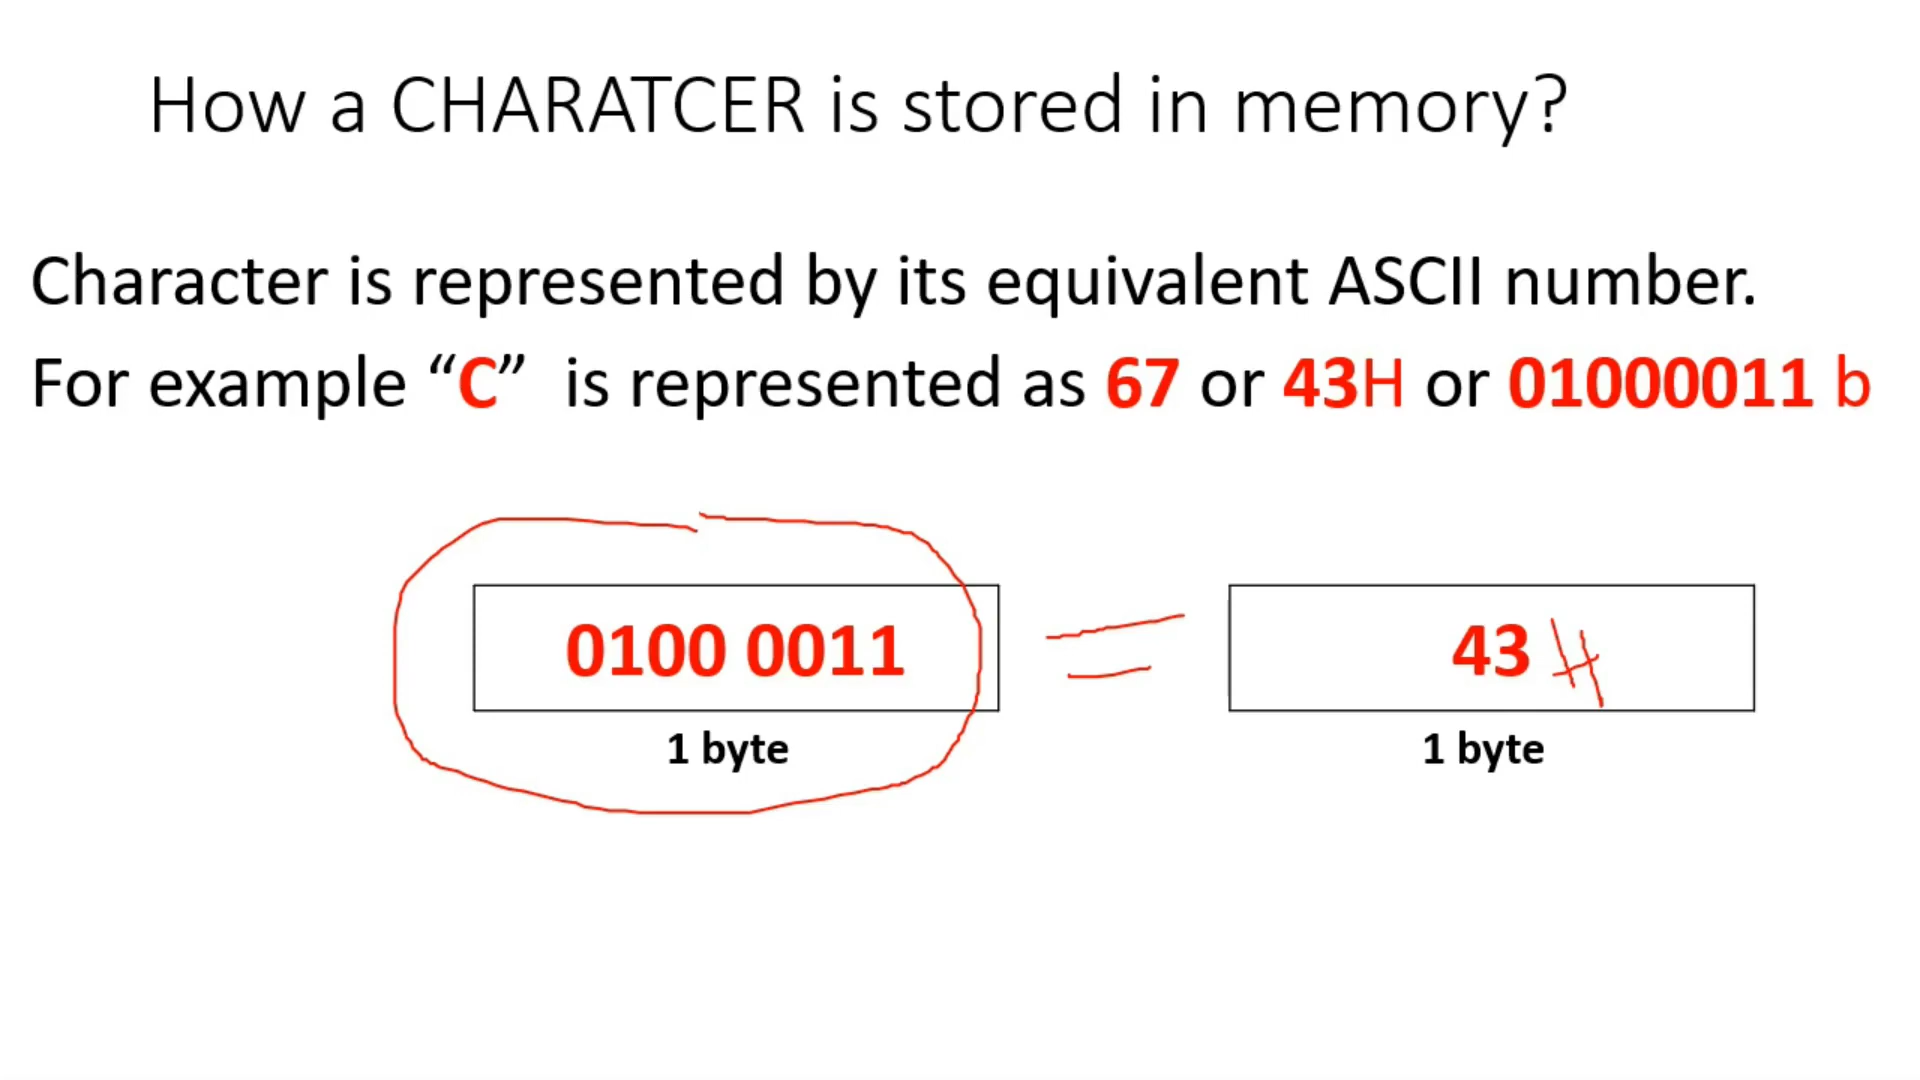 How a CHARATCER is stored in memory?
Character is represented by its equivalent ASCII number.
For example “C” is represented as 67 or 43H or 01000011 b
0100 0011 = 43 H
1 byte 1 byte